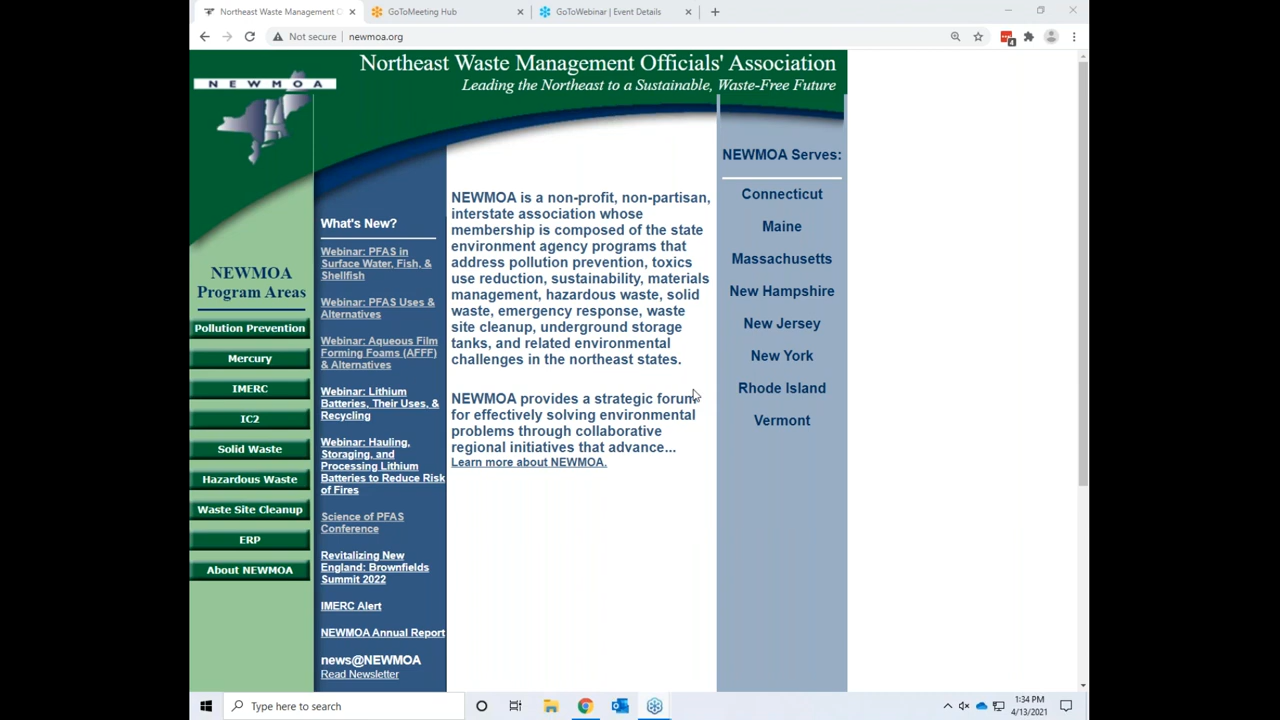 Northeast Waste Management O
GoToMeeting Hub
GoToWebinar | Event Details
Not secure
newmoa.org
4
Northeast Waste Management Officials' Association
Leading the Northeast to a Sustainable, Waste-Free Future
NEWMOA
NEWMOA
Program Areas
Pollution Prevention
Mercury
IMERC
IC2
Solid Waste
Hazardous Waste
Waste Site Cleanup
ERP
About NEWMOA
What's New?
Webinar: PFAS in
Surface Water, Fish, &
Shellfish
Webinar: PFAS Uses &
Alternatives
Webinar: Aqueous Film
Forming Foams (AFFF)
& Alternatives
Webinar: Lithium
Batteries, Their Uses, &
Recycling
Webinar: Hauling,
Storaging, and
Processing Lithium
Batteries to Reduce Risk
of Fires
Science of PFAS
Conference
Revitalizing New
England: Brownfields
Summit 2022
IMERC Alert
NEWMOA Annual Report
news@NEWMOA
Read Newsletter
NEWMOA is a non-profit, non-partisan,
interstate association whose
membership is composed of the state
environment agency programs that
address pollution prevention, toxics
use reduction, sustainability, materials
management, hazardous waste, solid
waste, emergency response, waste
site cleanup, underground storage
tanks, and related environmental
challenges in the northeast states.
NEWMOA provides a strategic forum
for effectively solving environmental
problems through collaborative
regional initiatives that advance...
Learn more about NEWMOA.
NEWMOA Serves:
Connecticut
Maine
Massachusetts
New Hampshire
New Jersey
New York
Rhode Island
Vermont
Type here to search
1:34 PM
4/13/2021